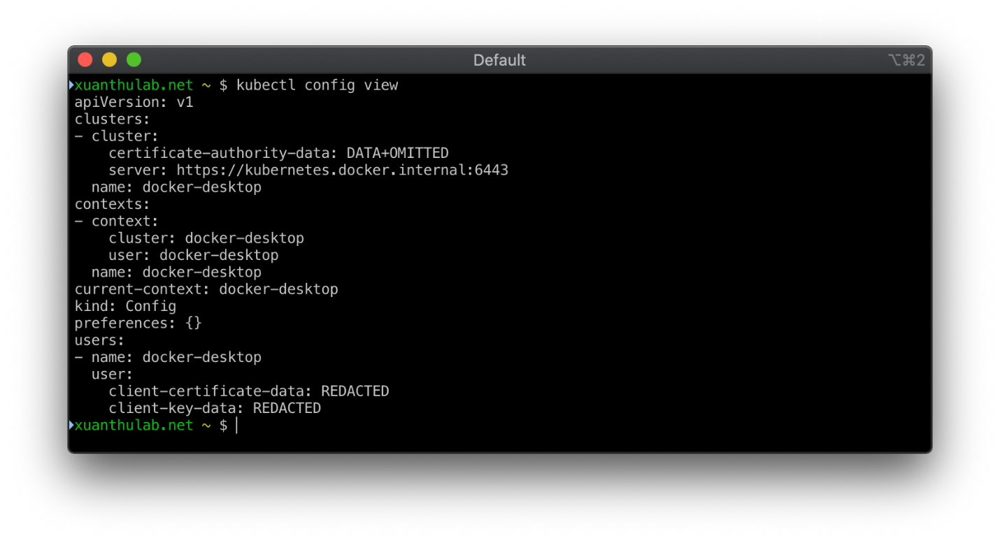 Default
⌥⌘2
xuanthulab.net ~ $ kubectl config view
apiVersion: v1
clusters:
- cluster:
    certificate-authority-data: DATA+OMITTED
    server: https://kubernetes.docker.internal:6443
  name: docker-desktop
contexts:
- context:
    cluster: docker-desktop
    user: docker-desktop
  name: docker-desktop
current-context: docker-desktop
kind: Config
preferences: {}
users:
- name: docker-desktop
  user:
    client-certificate-data: REDACTED
    client-key-data: REDACTED
xuanthulab.net ~ $